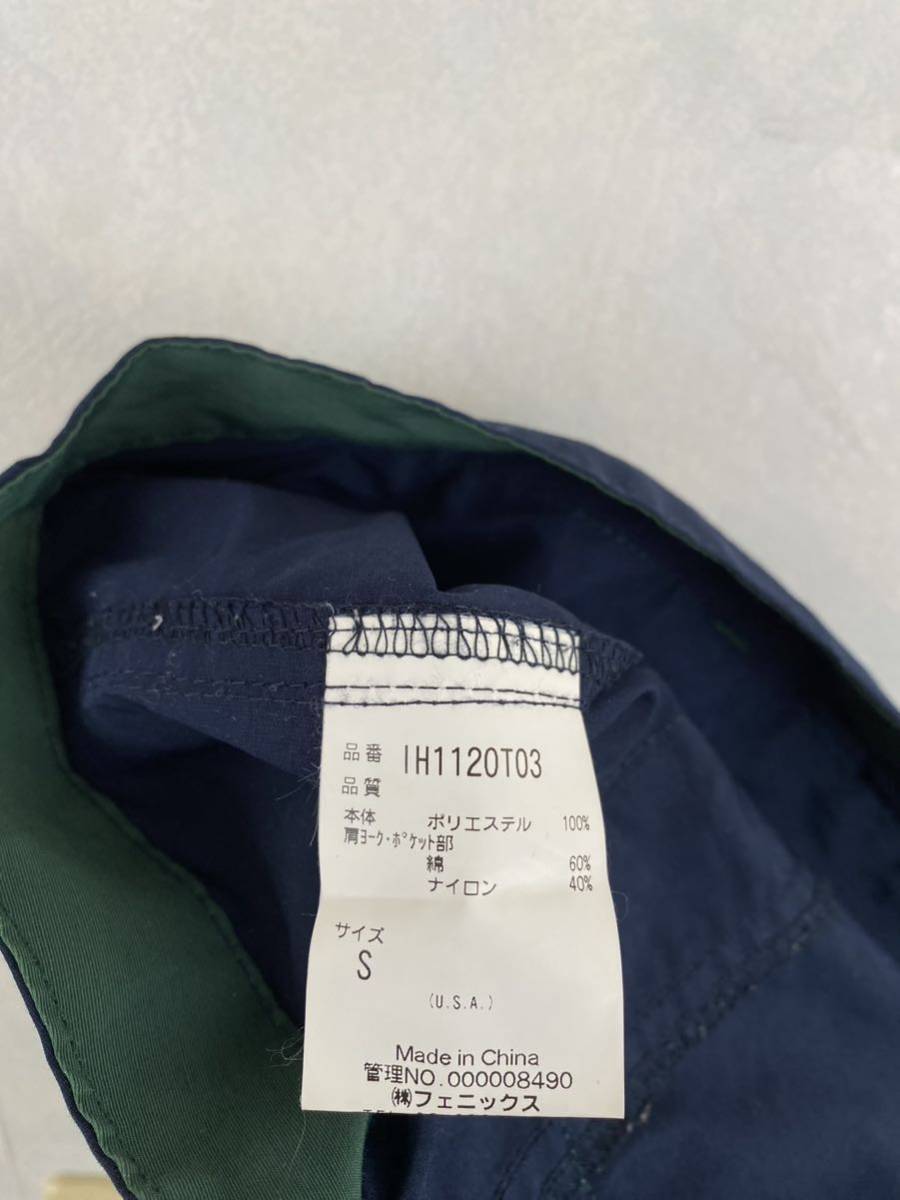 品番 IH1120T03
品質
本体 ポリエステル 100%
肩ﾖｰｸ・ﾎﾟｹｯﾄ部
綿 60%
ナイロン 40%
サイズ
S
(U.S.A.)
Made in China
管理NO.000008490
㈱フェニックス